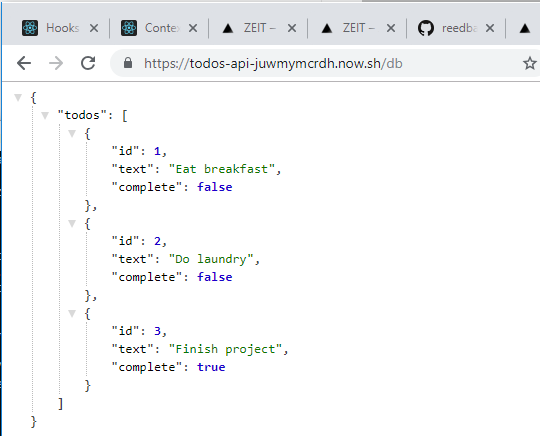 Hooks
Contex
ZEIT –
ZEIT –
reedba
https://todos-api-juwmymcrdh.now.sh/db
{
"todos": [
{
"id": 1,
"text": "Eat breakfast",
"complete": false
},
{
"id": 2,
"text": "Do laundry",
"complete": false
},
{
"id": 3,
"text": "Finish project",
"complete": true
}
]
}